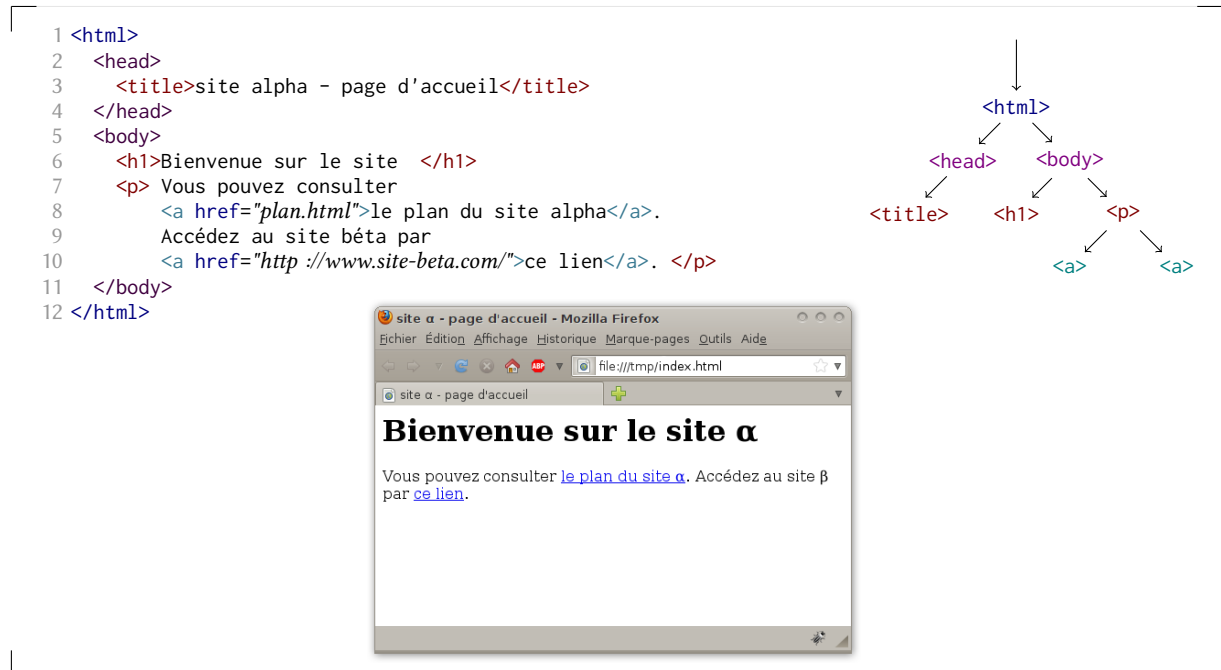 1 <html>
2 <head>
3 <title>site alpha - page d'accueil</title>
4 </head>
5 <body>
6 <h1>Bienvenue sur le site </h1>
7 <p> Vous pouvez consulter
8 <a href="plan.html">le plan du site alpha</a>.
9 Accédez au site béta par
10 <a href="http ://www.site-beta.com/">ce lien</a>. </p>
11 </body>
12 </html>
<html>
<head> <body>
<title> <h1> <p>
<a> <a>
site α - page d'accueil - Mozilla Firefox
Fichier Édition Affichage Historique Marque-pages Outils Aide
ABP file:///tmp/index.html
site α - page d'accueil
Bienvenue sur le site α
Vous pouvez consulter le plan du site α. Accédez au site β
par ce lien.